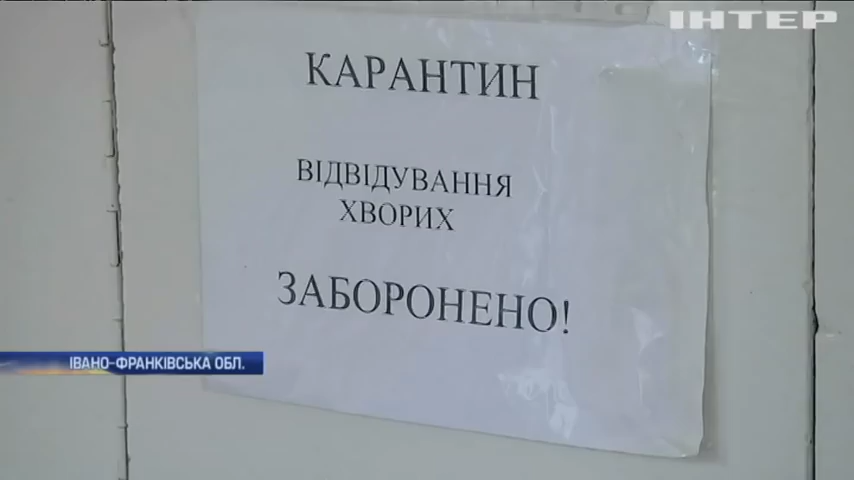 ІНТЕР
КАРАНТИН
ВІДВІДУВАННЯ
ХВОРИХ
ЗАБОРОНЕНО!
ІВАНО-ФРАНКІВСЬКА ОБЛ.